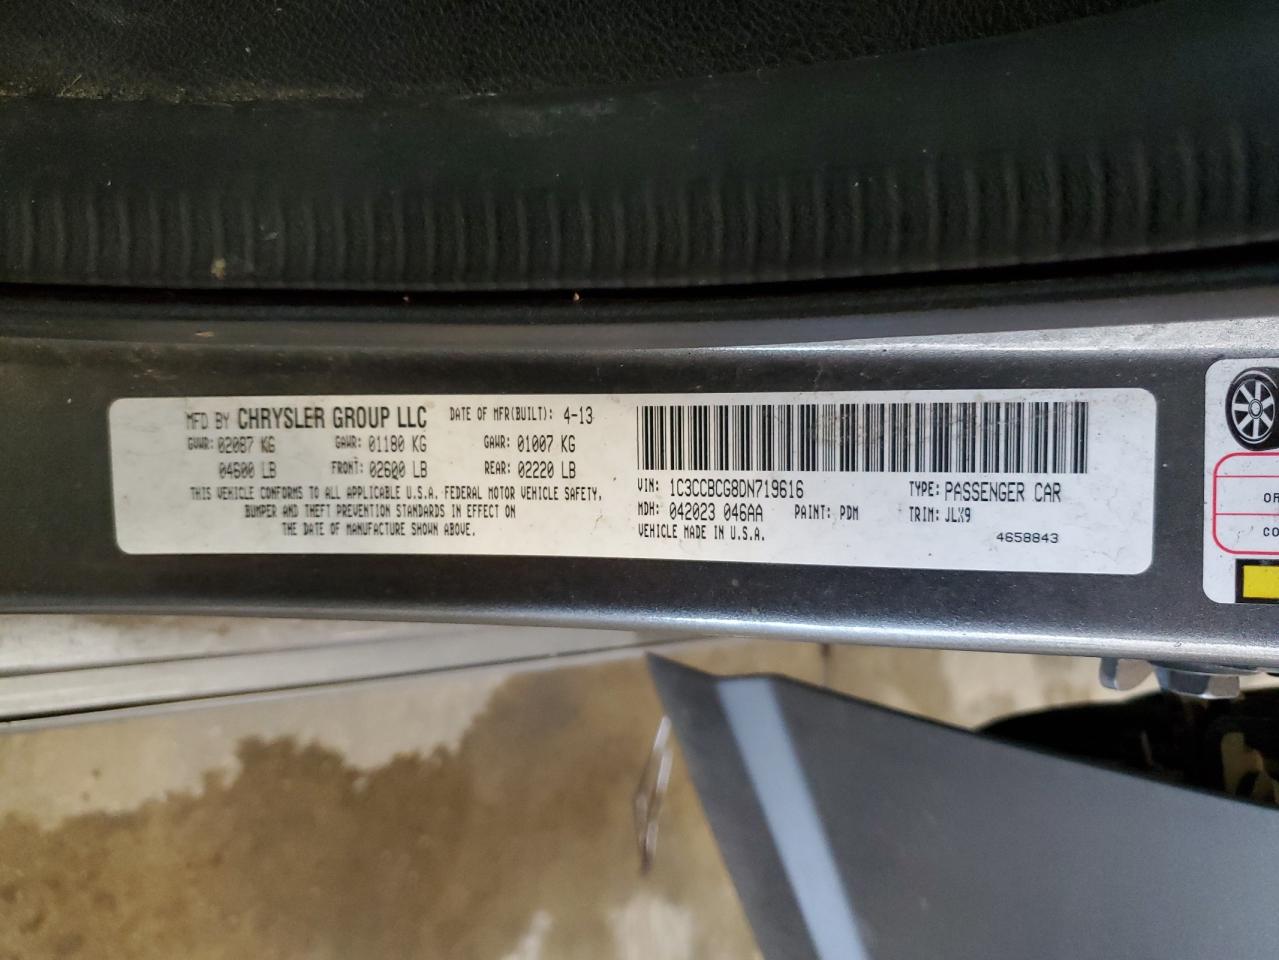 MFD BY CHRYSLER GROUP LLC DATE OF MFR(BUILT): 4-13
GVWR: 02087 KG GAWR: 01180 KG GAWR: 01007 KG
04600 LB FRONT: 02600 LB REAR: 02220 LB
THIS VEHICLE CONFORMS TO ALL APPLICABLE U.S.A. FEDERAL MOTOR VEHICLE SAFETY,
BUMPER AND THEFT PREVENTION STANDARDS IN EFFECT ON
THE DATE OF MANUFACTURE SHOWN ABOVE.
VIN: 1C3CCBCG8DN719616 TYPE: PASSENGER CAR
MDH: 042023 046AA PAINT: PDM TRIM: JLX9
VEHICLE MADE IN U.S.A. 4658843
OR
CO